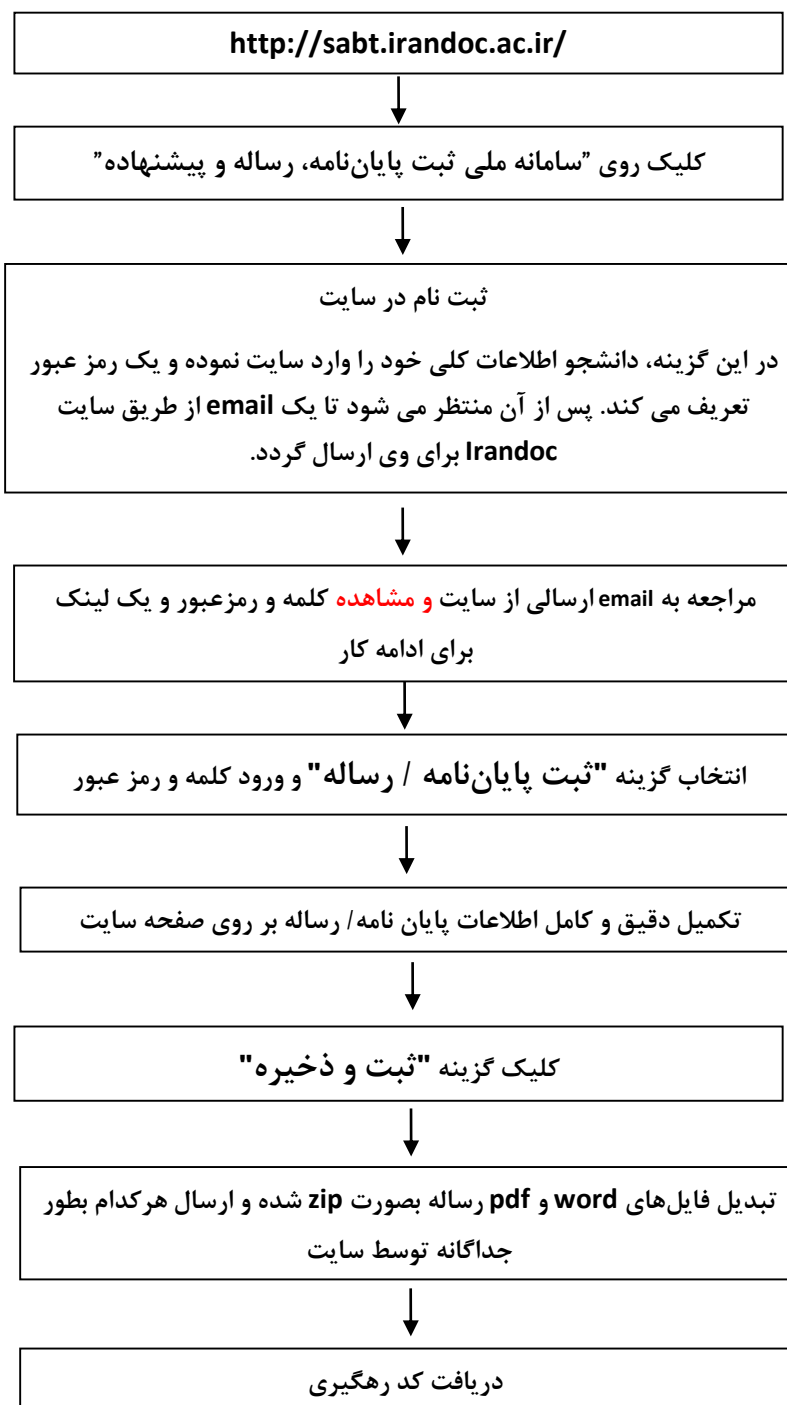 http://sabt.irandoc.ac.ir/
کلیک روی ”سامانه ملی ثبت پایان‌نامه، رساله و پیشنهاده”
ثبت نام در سایت
در این گزینه، دانشجو اطلاعات کلی خود را وارد سایت نموده و یک رمز عبور
تعریف می کند. پس از آن منتظر می شود تا یک email از طریق سایت
Irandoc برای وی ارسال گردد.
مراجعه به email ارسالی از سایت و مشاهده کلمه و رمزعبور و یک لینک
برای ادامه کار
انتخاب گزینه "ثبت پایان‌نامه / رساله" و ورود کلمه و رمز عبور
تکمیل دقیق و کامل اطلاعات پایان نامه/ رساله بر روی صفحه سایت
کلیک گزینه "ثبت و ذخیره"
تبدیل فایل‌های word و pdf رساله بصورت zip شده و ارسال هرکدام بطور
جداگانه توسط سایت
دریافت کد رهگیری